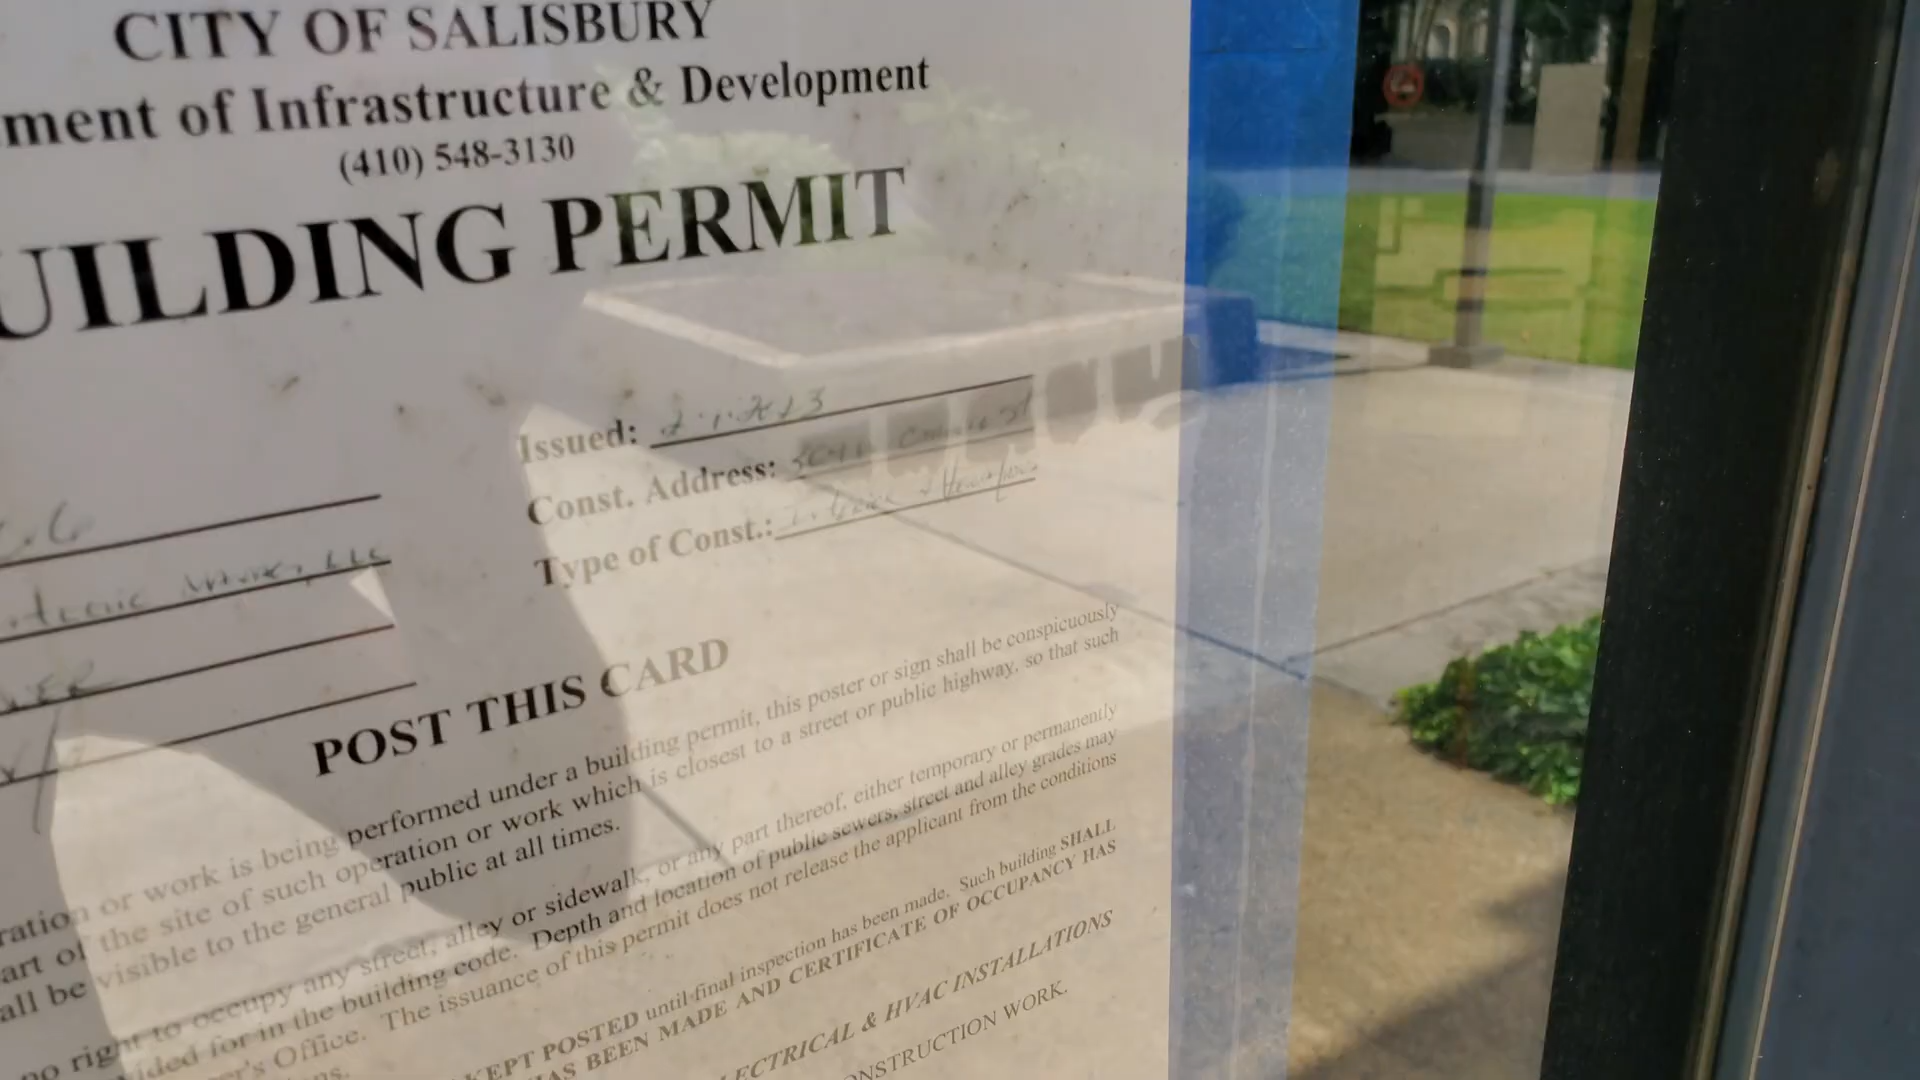 CITY OF SALISBURY
ment of Infrastructure & Development
(410) 548-3130
UILDING PERMIT
Issued:
Const. Address:
Type of Const.:
LLC
POST THIS CARD
ration or work is being performed under a building permit, this poster or sign shall be conspicuously
art of the site of such operation or work which is closest to a street or public highway, so that such
all be visible to the general public at all times.
no right to occupy any street, alley or sidewalk, or any part thereof, either temporary or permanently
ided for in the building code. Depth and location of public sewers, street and alley grades may
er's Office. The issuance of this permit does not release the applicant from the conditions
ns.
KEPT POSTED until final inspection has been made. Such building SHALL
HAS BEEN MADE AND CERTIFICATE OF OCCUPANCY HAS
LECTRICAL & HVAC INSTALLATIONS
ONSTRUCTION WORK.